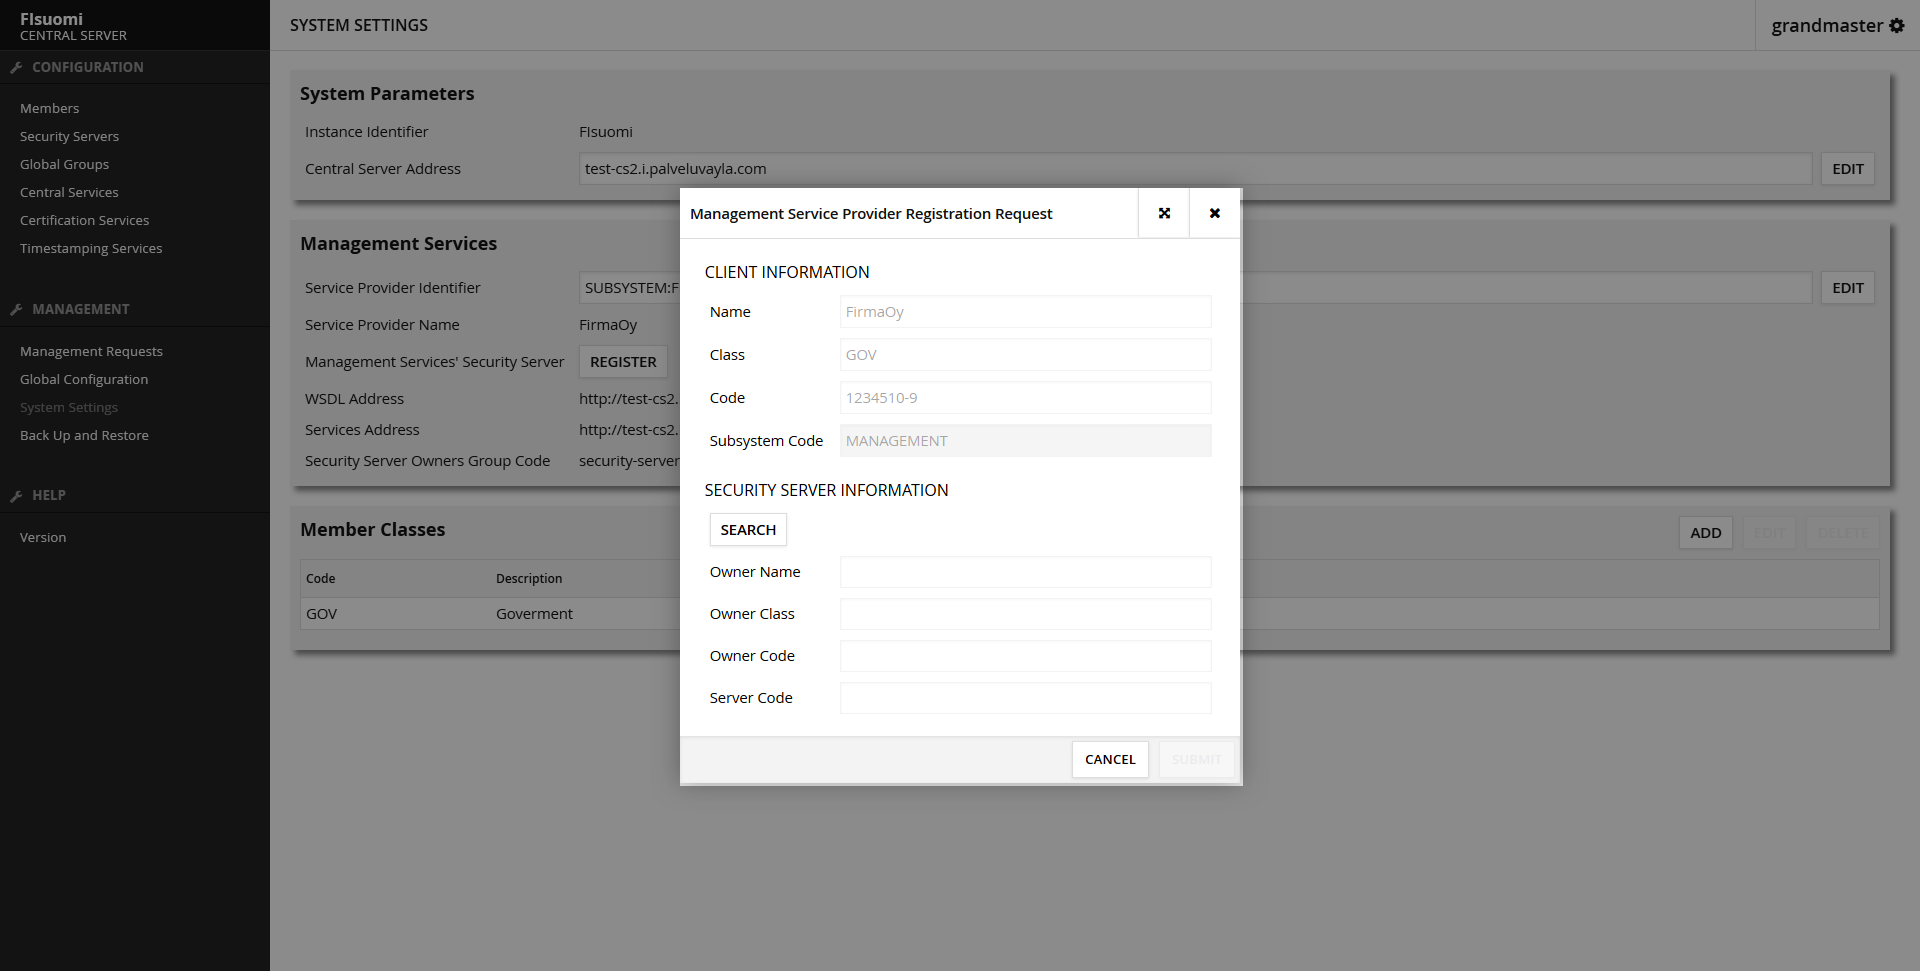 FIsuomi
CENTRAL SERVER
CONFIGURATION
Members
Security Servers
Global Groups
Central Services
Certification Services
Timestamping Services
MANAGEMENT
Management Requests
Global Configuration
System Settings
Back Up and Restore
HELP
Version
SYSTEM SETTINGS
grandmaster
System Parameters
Instance Identifier FIsuomi
Central Server Address test-cs2.i.palveluvayla.com EDIT
Management Services
Service Provider Identifier SUBSYSTEM:F EDIT
Service Provider Name FirmaOy
Management Services' Security Server REGISTER
WSDL Address http://test-cs2.
Services Address http://test-cs2.
Security Server Owners Group Code security-server
Member Classes ADD EDIT DELETE
Code Description
GOV Goverment
Management Service Provider Registration Request
CLIENT INFORMATION
Name FirmaOy
Class GOV
Code 1234510-9
Subsystem Code MANAGEMENT
SECURITY SERVER INFORMATION
SEARCH
Owner Name
Owner Class
Owner Code
Server Code
CANCEL SUBMIT